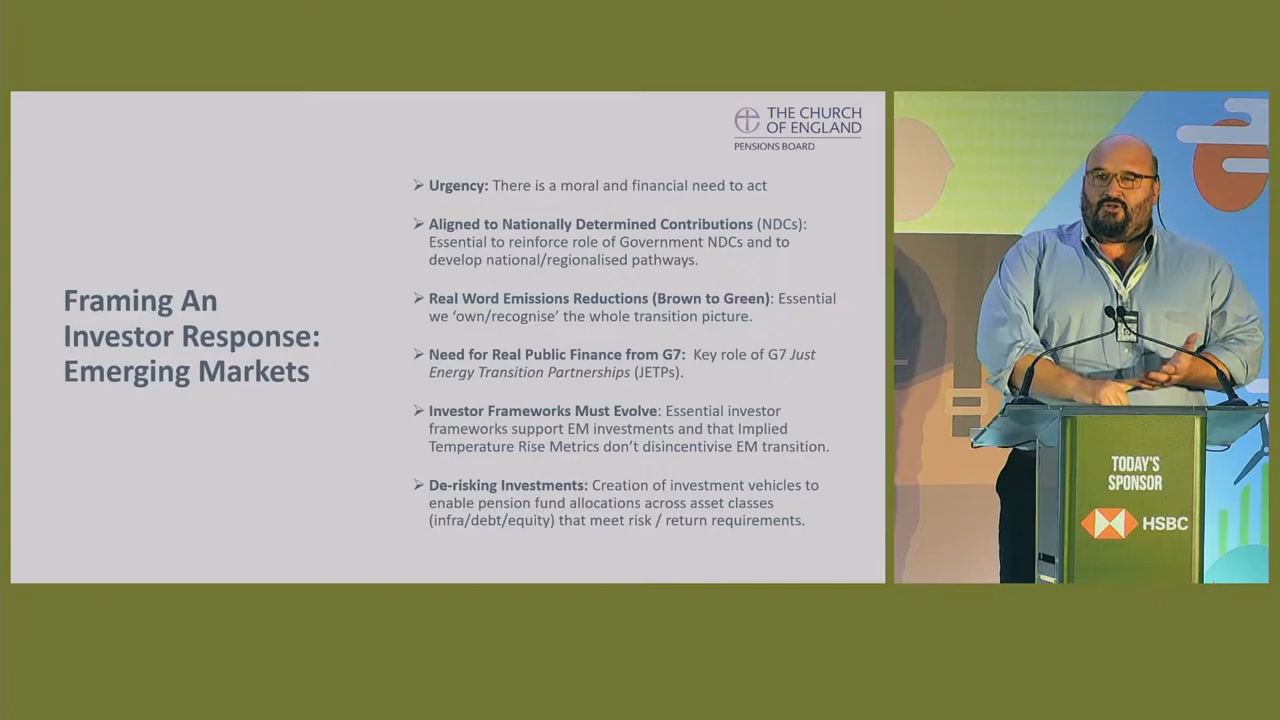 THE CHURCH
OF ENGLAND
PENSIONS BOARD
Framing An
Investor Response:
Emerging Markets
➢ Urgency: There is a moral and financial need to act
➢ Aligned to Nationally Determined Contributions (NDCs):
Essential to reinforce role of Government NDCs and to
develop national/regionalised pathways.
➢ Real Word Emissions Reductions (Brown to Green): Essential
we ‘own/recognise’ the whole transition picture.
➢ Need for Real Public Finance from G7: Key role of G7 Just
Energy Transition Partnerships (JETPs).
➢ Investor Frameworks Must Evolve: Essential investor
frameworks support EM investments and that Implied
Temperature Rise Metrics don’t disincentivise EM transition.
➢ De-risking Investments: Creation of investment vehicles to
enable pension fund allocations across asset classes
(infra/debt/equity) that meet risk / return requirements.
TODAY'S
SPONSOR
HSBC